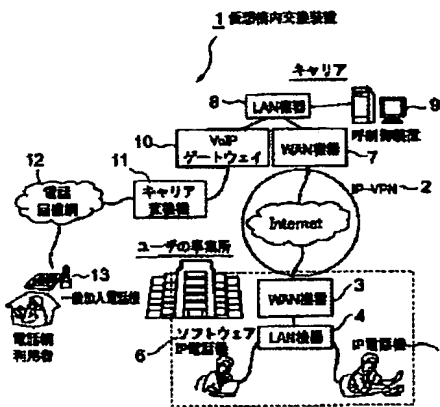 1 仮想構内交換装置
キャリア
8
LAN機器
9
呼制御装置
10
VoIP
ゲートウェイ
WAN機器
7
12
11
電話
回線網
キャリア
交換機
IP-VPN
2
Internet
ユーザの事業所
13
一般加入電話機
電話網
利用者
WAN機器
3
LAN機器
4
6
ソフトウェア
IP電話機
IP電話機